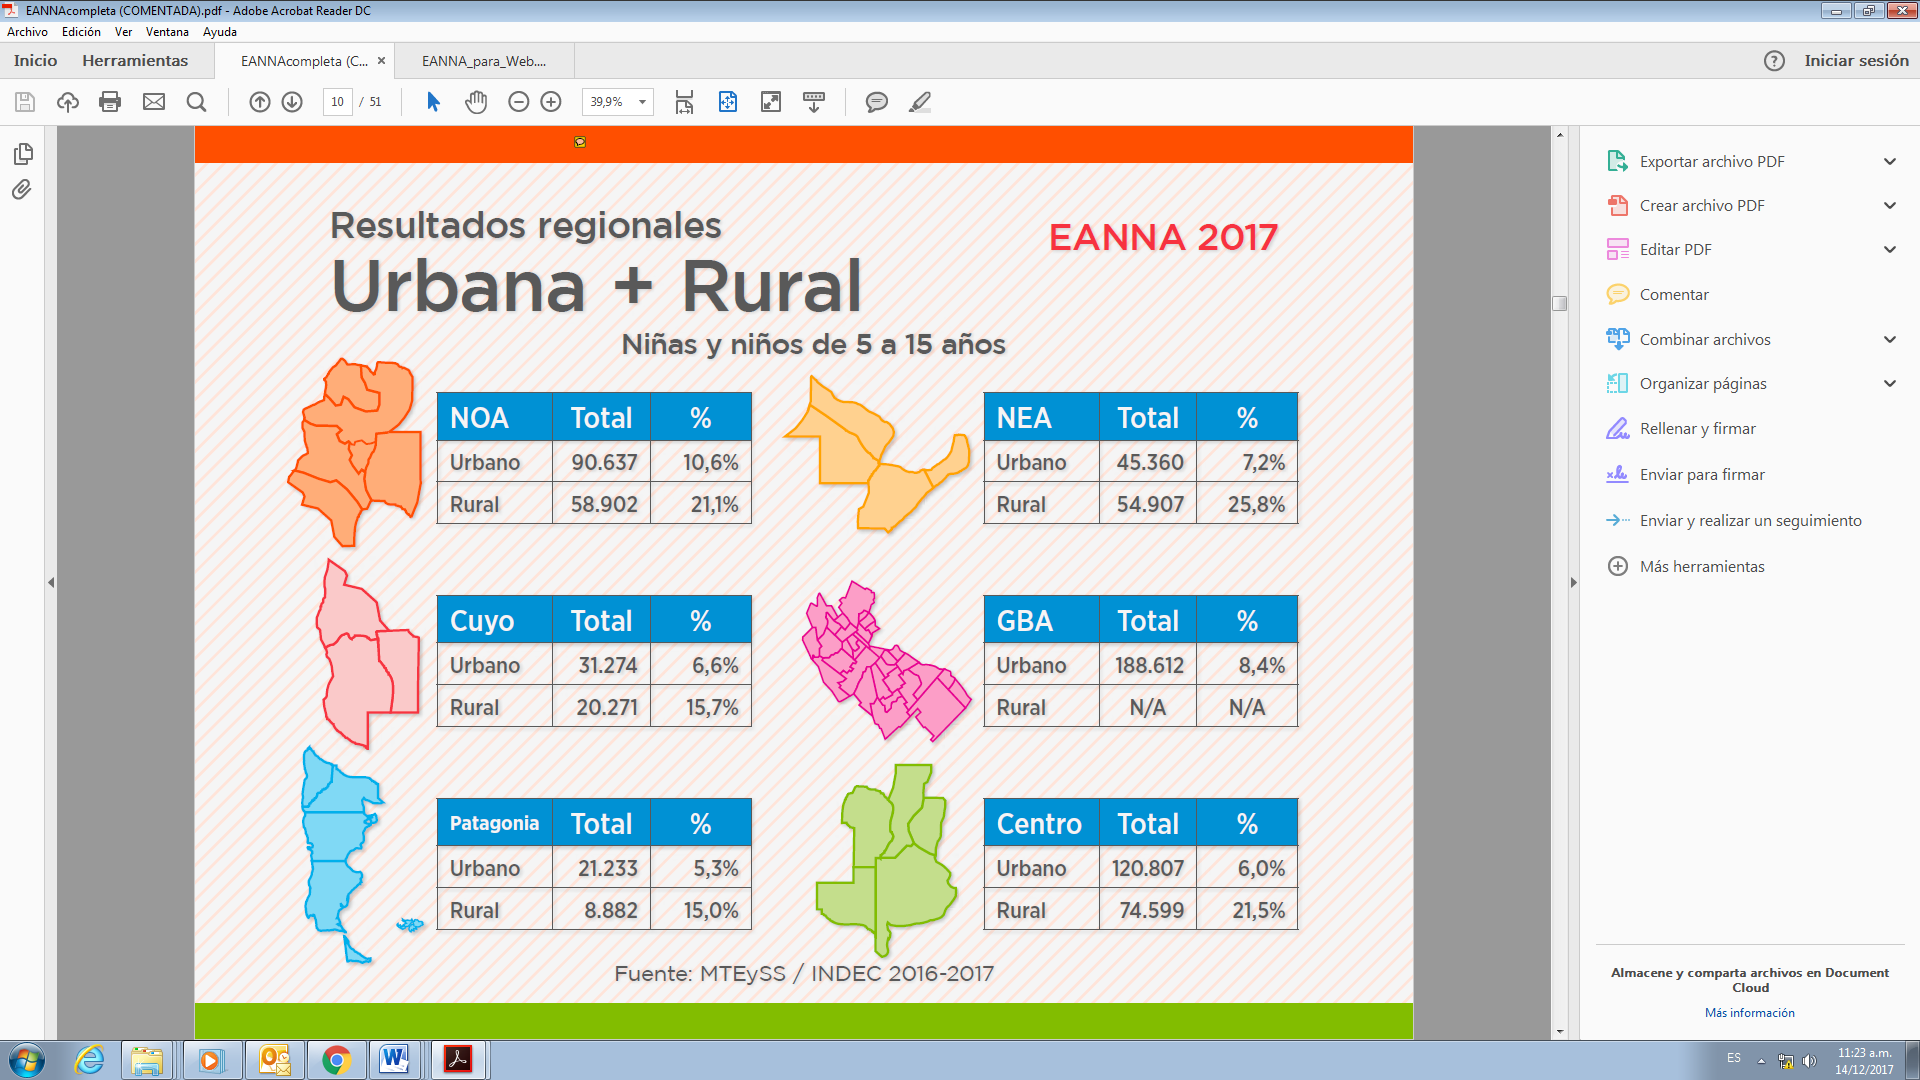 EANNAcompleta (COMENTADA).pdf - Adobe Acrobat Reader DC
Archivo Edición Ver Ventana Ayuda
Inicio Herramientas EANNAcompleta (C... × EANNA_para_Web.... Iniciar sesión
10 / 51 39,9%
Resultados regionales
EANNA 2017
Urbana + Rural
Niñas y niños de 5 a 15 años
NOA Total %
Urbano 90.637 10,6%
Rural 58.902 21,1%
NEA Total %
Urbano 45.360 7,2%
Rural 54.907 25,8%
Cuyo Total %
Urbano 31.274 6,6%
Rural 20.271 15,7%
GBA Total %
Urbano 188.612 8,4%
Rural N/A N/A
Patagonia Total %
Urbano 21.233 5,3%
Rural 8.882 15,0%
Centro Total %
Urbano 120.807 6,0%
Rural 74.599 21,5%
Fuente: MTEySS / INDEC 2016-2017
Exportar archivo PDF
Crear archivo PDF
Editar PDF
Comentar
Combinar archivos
Organizar páginas
Rellenar y firmar
Enviar para firmar
Enviar y realizar un seguimiento
Más herramientas
Almacene y comparta archivos en Document
Cloud
Más información
ES
11:23 a.m.
14/12/2017